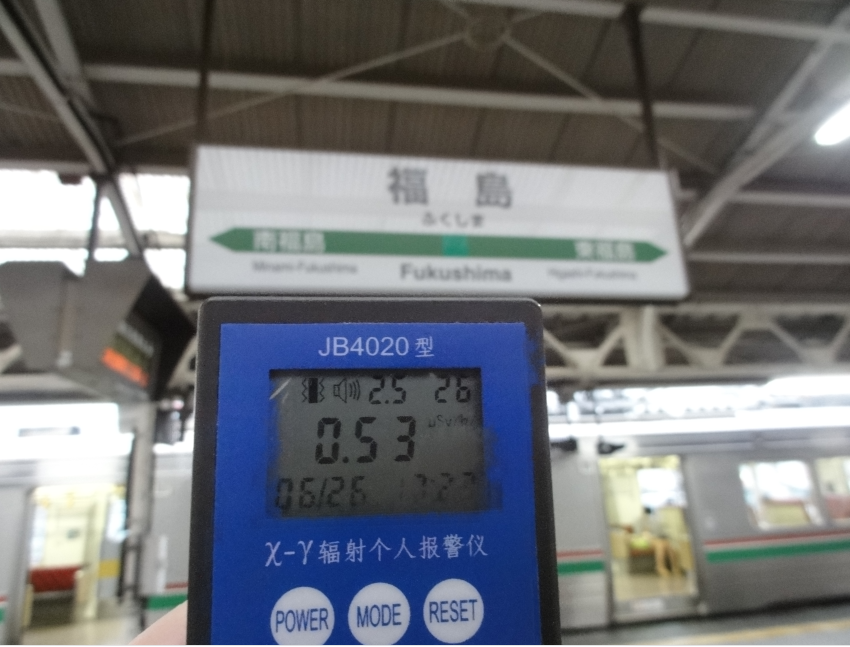 福島
ふくしま
南福島 東福島
Minami-Fukushima Fukushima Higashi-Fukushima
JB4020型
2.5 26
0.53 μSv/h
06/26
χ-γ辐射个人报警仪
POWER MODE RESET